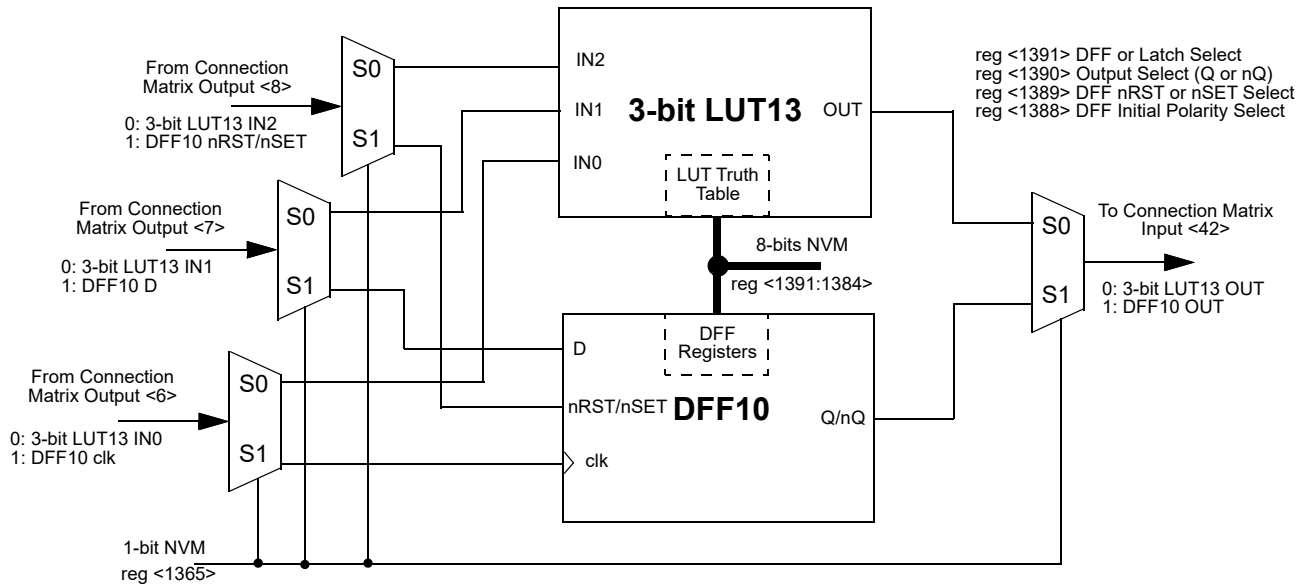 From Connection
Matrix Output <8>
0: 3-bit LUT13 IN2
1: DFF10 nRST/nSET
S0
S1
From Connection
Matrix Output <7>
0: 3-bit LUT13 IN1
1: DFF10 D
S0
S1
From Connection
Matrix Output <6>
0: 3-bit LUT13 IN0
1: DFF10 clk
S0
S1
1-bit NVM
reg <1365>
IN2
IN1
IN0
3-bit LUT13
OUT
LUT Truth
Table
8-bits NVM
reg <1391:1384>
DFF
Registers
D
nRST/nSET
clk
DFF10
Q/nQ
reg <1391> DFF or Latch Select
reg <1390> Output Select (Q or nQ)
reg <1389> DFF nRST or nSET Select
reg <1388> DFF Initial Polarity Select
S0
S1
To Connection Matrix
Input <42>
0: 3-bit LUT13 OUT
1: DFF10 OUT